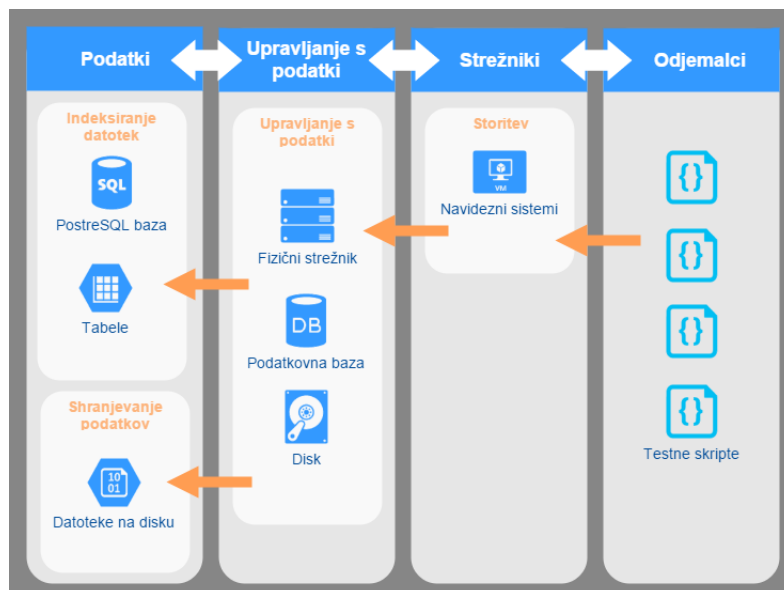 Podatki
Upravljanje s
podatki
Strežniki
Odjemalci
Indeksiranje
datotek
SQL
PostreSQL baza
Tabele
Shranjevanje
podatkov
10
01
Datoteke na disku
Upravljanje s
podatki
Fizični strežnik
DB
Podatkovna baza
Disk
Storitev
VM
Navidezni sistemi
{}
{}
{}
{}
Testne skripte